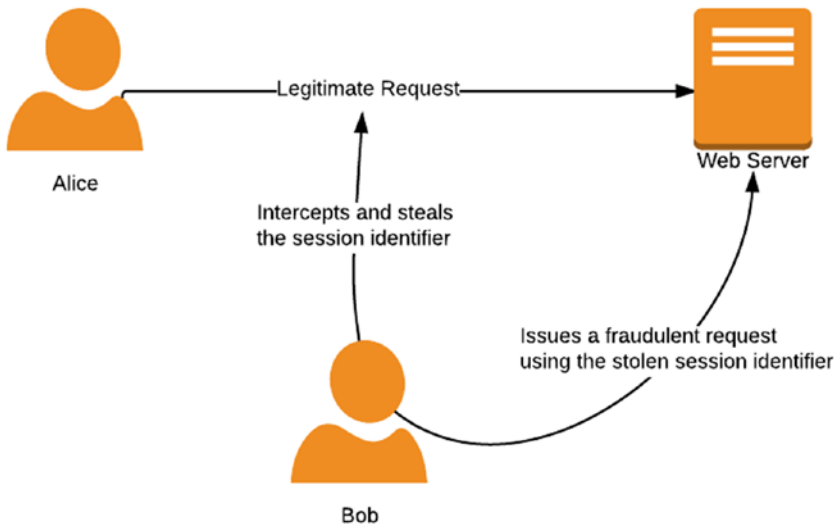 Legitimate Request
Web Server
Alice
Intercepts and steals
the session identifier
Issues a fraudulent request
using the stolen session identifier
Bob